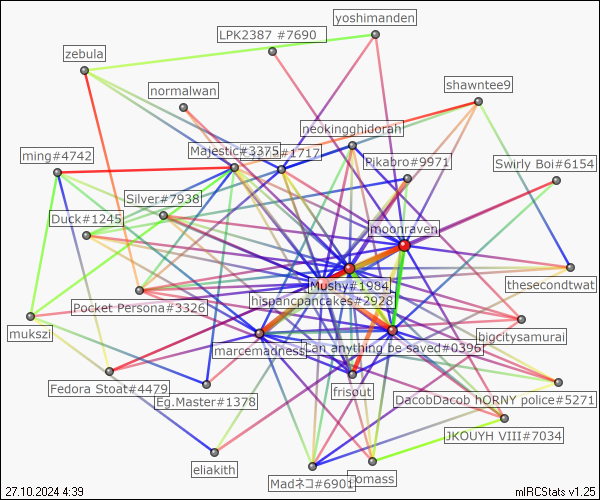 yoshimanden
LPK2387 #7690
zebula
normalwan
shawntee9
neokingghidorah
Majestic#3375
#1717
ming#4742
Pikabro#9971
Swirly Boi#6154
Silver#7938
Duck#1245
moonraven
Mushy#1984
thesecondtwat
hispancpancakes#2928
Pocket Persona#3326
mukszi
bigcitysamurai
marcemadness
Can anything be saved#0396
Fedora Stoat#4479
Eg.Master#1378
frisout
DacobDacob hORNY police#5271
JKOUYH VIII#7034
eliakith
Madネコ#6901
romass
27.10.2024 4:39
mIRCStats v1.25